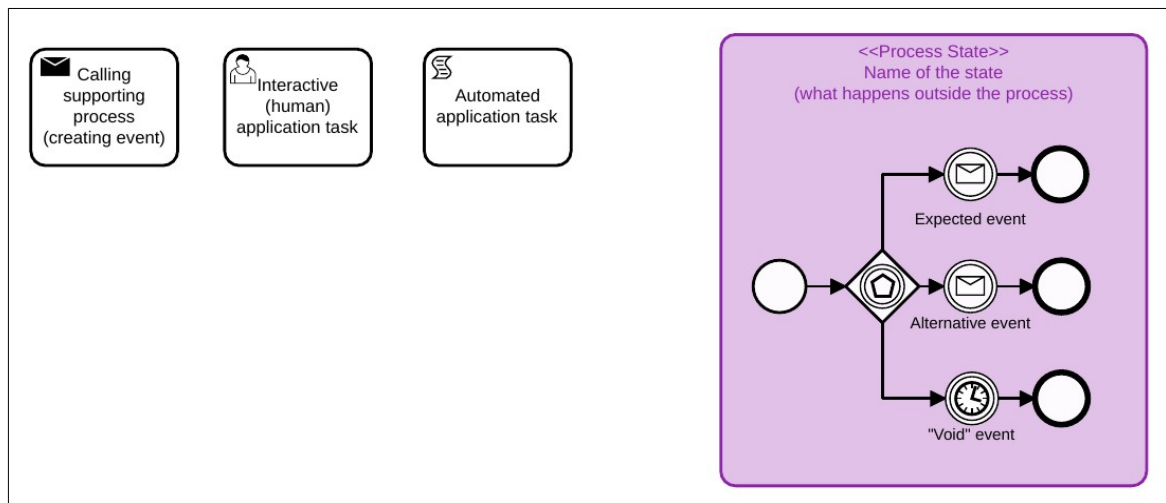 Calling
supporting
process
(creating event)
Interactive
(human)
application task
Automated
application task
<<Process State>>
Name of the state
(what happens outside the process)
Expected event
Alternative event
"Void" event